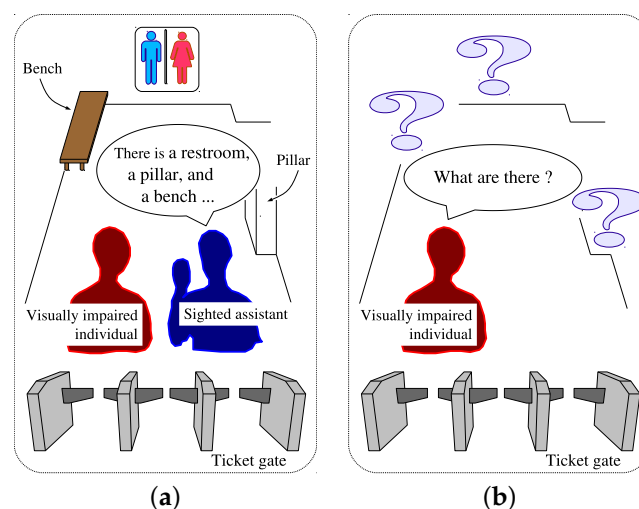 Bench
There is a restroom,
a pillar, and
a bench ...
Pillar
Visually impaired
individual
Sighted assistant
Ticket gate
(a)
What are there ?
Visually impaired
individual
Ticket gate
(b)